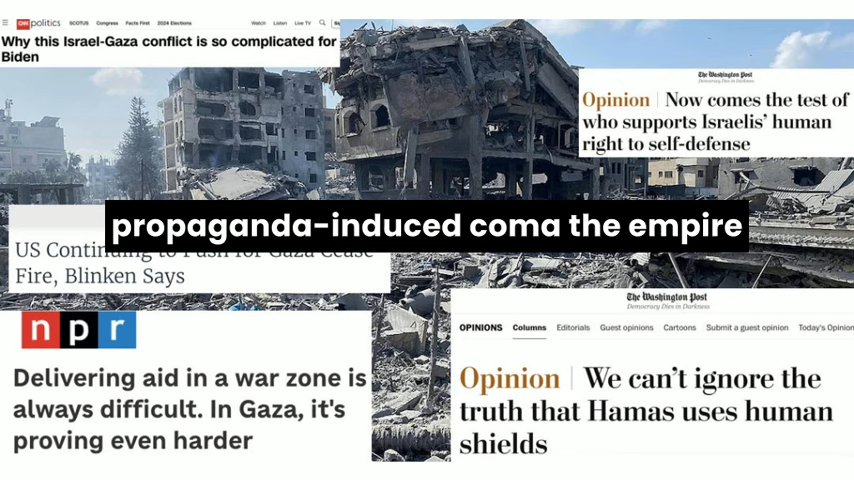 CNN politics SCOTUS Congress Facts First 2024 Elections Watch Listen Live TV
Why this Israel-Gaza conflict is so complicated for
Biden
The Washington Post
Democracy Dies in Darkness
Opinion | Now comes the test of
who supports Israelis’ human
right to self-defense
propaganda-induced coma the empire
US Continuing to Push for Gaza Cease
Fire, Blinken Says
npr
Delivering aid in a war zone is
always difficult. In Gaza, it's
proving even harder
The Washington Post
Democracy Dies in Darkness
OPINIONS Columns Editorials Guest opinions Cartoons Submit a guest opinion Today's Opinion
Opinion | We can’t ignore the
truth that Hamas uses human
shields